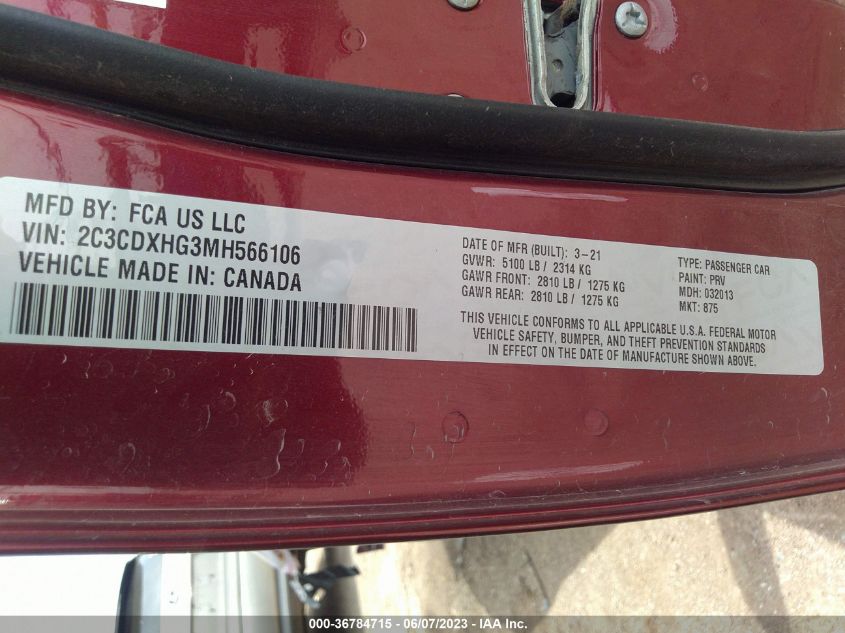 MFD BY: FCA US LLC
VIN: 2C3CDXHG3MH566106
VEHICLE MADE IN: CANADA
DATE OF MFR (BUILT): 3-21
GVWR: 5100 LB / 2314 KG
GAWR FRONT: 2810 LB / 1275 KG
GAWR REAR: 2810 LB / 1275 KG
TYPE: PASSENGER CAR
PAINT: PRV
MDH: 032013
MKT: 875
THIS VEHICLE CONFORMS TO ALL APPLICABLE U.S.A. FEDERAL MOTOR
VEHICLE SAFETY, BUMPER, AND THEFT PREVENTION STANDARDS
IN EFFECT ON THE DATE OF MANUFACTURE SHOWN ABOVE.
000-36784715 - 06/07/2023 - IAA Inc.